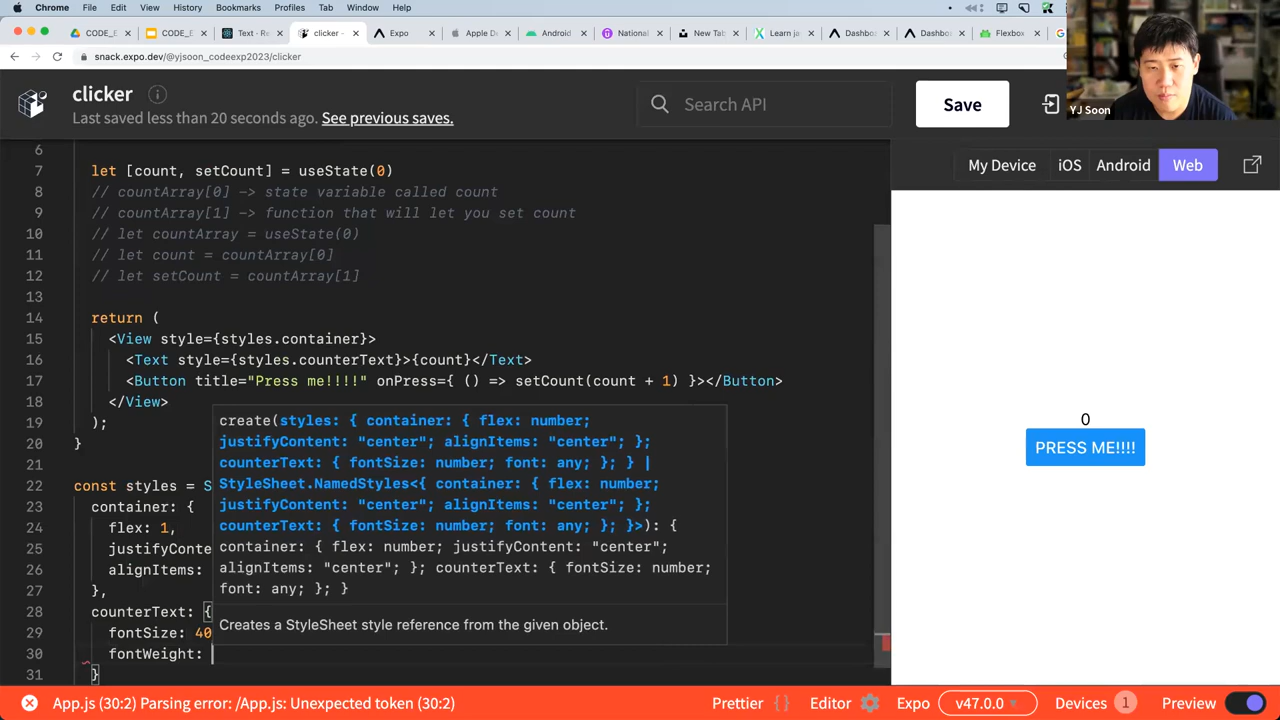 Chrome File Edit View History Bookmarks Profiles Tab Window Help
CODE_E CODE_E Text - R clicker - Expo Apple De Android National New Tab Learn ja Dashbo Dashbo Flexbox
snack.expo.dev/@yjsoon_codeexp2023/clicker
clicker
Last saved less than 20 seconds ago. See previous saves.
Search API
Save
YJ Soon
My Device iOS Android Web
6
7 let [count, setCount] = useState(0)
8 // countArray[0] -> state variable called count
9 // countArray[1] -> function that will let you set count
10 // let countArray = useState(0)
11 // let count = countArray[0]
12 // let setCount = countArray[1]
13
14 return (
15 <View style={styles.container}>
16 <Text style={styles.counterText}>{count}</Text>
17 <Button title="Press me!!!!" onPress={ () => setCount(count + 1) }></Button>
18 </View>
19 );
20 }
21
22 const styles = S
23 container: {
24 flex: 1,
25 justifyConte
26 alignItems:
27 },
28 counterText: {
29 fontSize: 40
30 fontWeight:
31 }
create(styles: { container: { flex: number;
justifyContent: "center"; alignItems: "center"; };
counterText: { fontSize: number; font: any; }; } |
StyleSheet.NamedStyles<{ container: { flex: number;
justifyContent: "center"; alignItems: "center"; };
counterText: { fontSize: number; font: any; }; }>): {
container: { flex: number; justifyContent: "center";
alignItems: "center"; }; counterText: { fontSize: number;
font: any; }; }
Creates a StyleSheet style reference from the given object.
0
PRESS ME!!!!
App.js (30:2) Parsing error: /App.js: Unexpected token (30:2)
Prettier { } Editor Expo v47.0.0 Devices 1 Preview